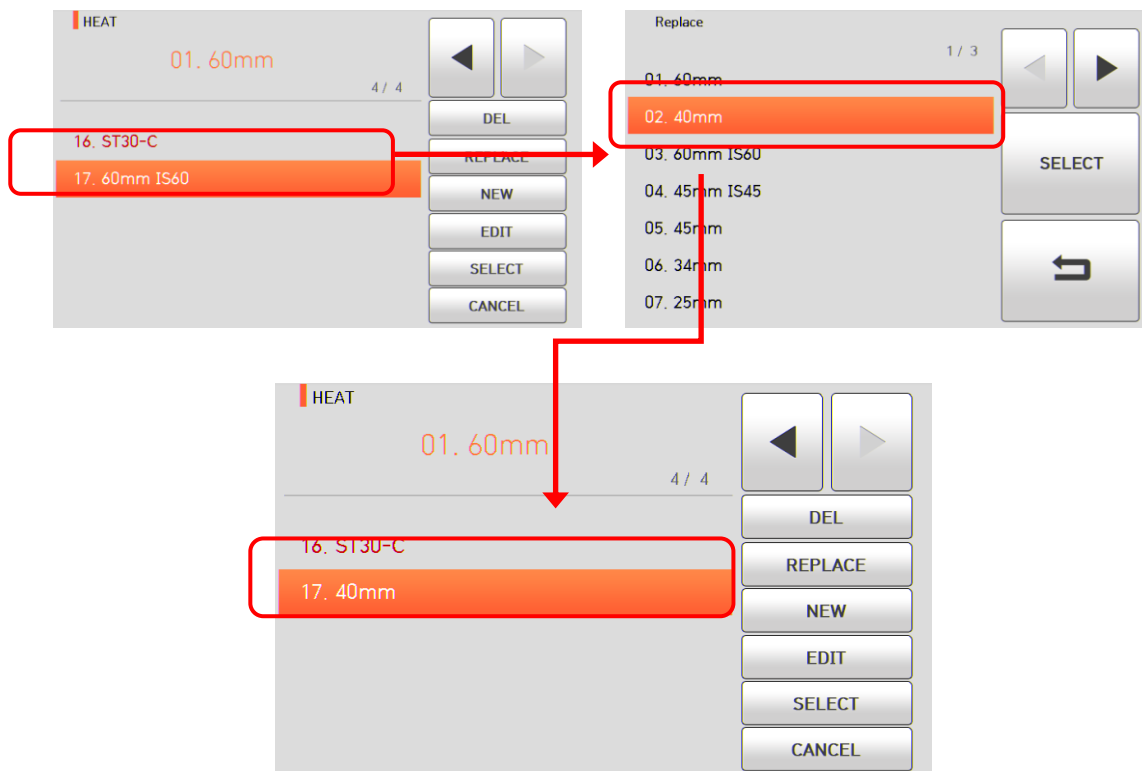 HEAT
01. 60mm
4 / 4
16. ST30-C
17. 60mm IS60
DEL
REPLACE
NEW
EDIT
SELECT
CANCEL
Replace
1 / 3
01. 60mm
02. 40mm
03. 60mm IS60
04. 45mm IS45
05. 45mm
06. 34mm
07. 25mm
SELECT
HEAT
01. 60mm
4 / 4
16. ST30-C
17. 40mm
DEL
REPLACE
NEW
EDIT
SELECT
CANCEL